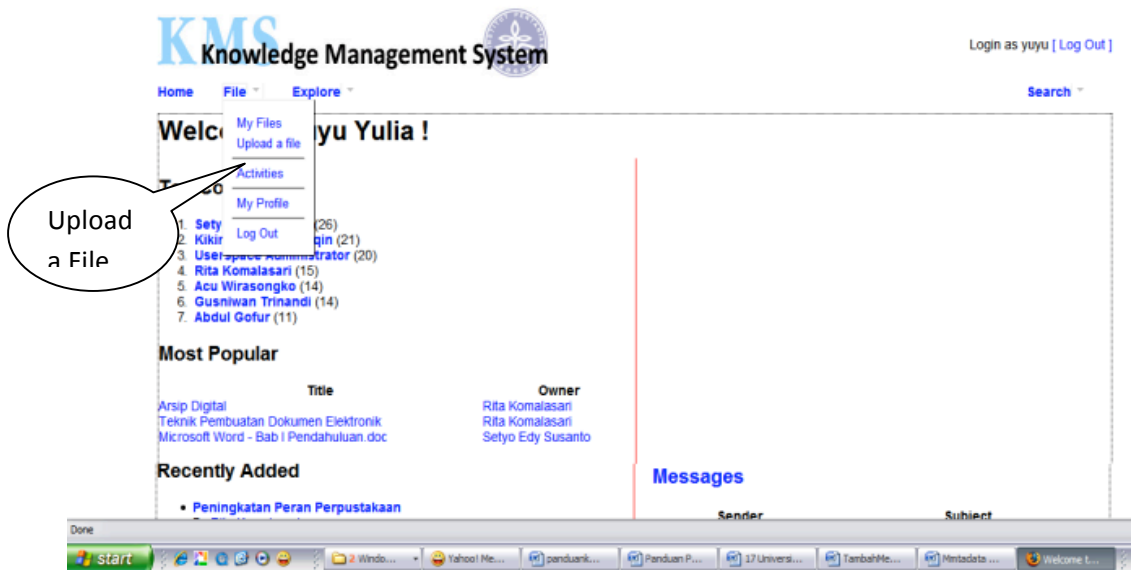 KMS
Knowledge Management System
Login as yuyu [ Log Out ]
Home File Explore Search
Welc yu Yulia !
My Files
Upload a file
Activities
My Profile
Log Out
Upload
a File
1. Sety (26)
2. Kikir qin (21)
3. Userspace Administrator (20)
4. Rita Komalasari (15)
5. Acu Wirasongko (14)
6. Gusniwan Trinandi (14)
7. Abdul Gofur (11)
Most Popular
Title Owner
Arsip Digital Rita Komalasari
Teknik Pembuatan Dokumen Elektronik Rita Komalasari
Microsoft Word - Bab I Pendahuluan.doc Setyo Edy Susanto
Recently Added
Messages
• Peningkatan Peran Perpustakaan
Sender Subject
Done
start 2 Windo... Yahoo! Me... panduank... Panduan P... 17 Universi... TambahMe... Mmtadata ... Welcome t...